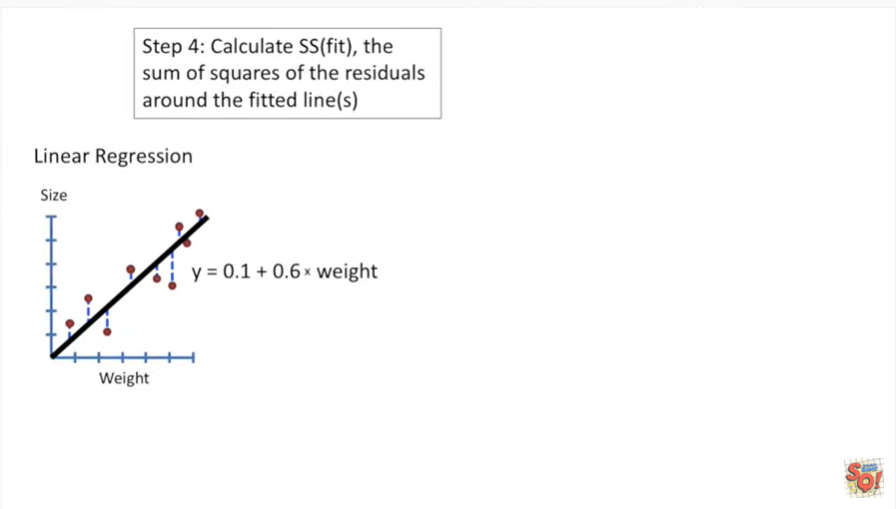 Step 4: Calculate SS(fit), the
sum of squares of the residuals
around the fitted line(s)
Linear Regression
Size
y = 0.1 + 0.6 × weight
Weight